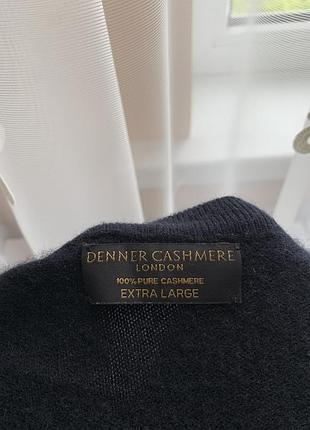 DENNER CASHMERE
LONDON
100% PURE CASHMERE
EXTRA LARGE